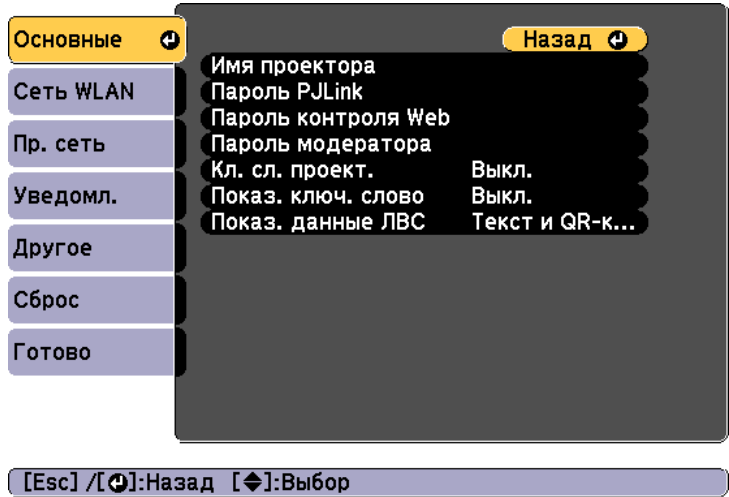 Основные
Назад
Имя проектора
Сеть WLAN
Пароль PJLink
Пароль контроля Web
Пр. сеть
Пароль модератора
Кл. сл. проект. Выкл.
Уведомл.
Показ. ключ. слово Выкл.
Показ. данные ЛВС Текст и QR-к...
Другое
Сброс
Готово
[Esc] /[⏎]:Назад [◆]:Выбор